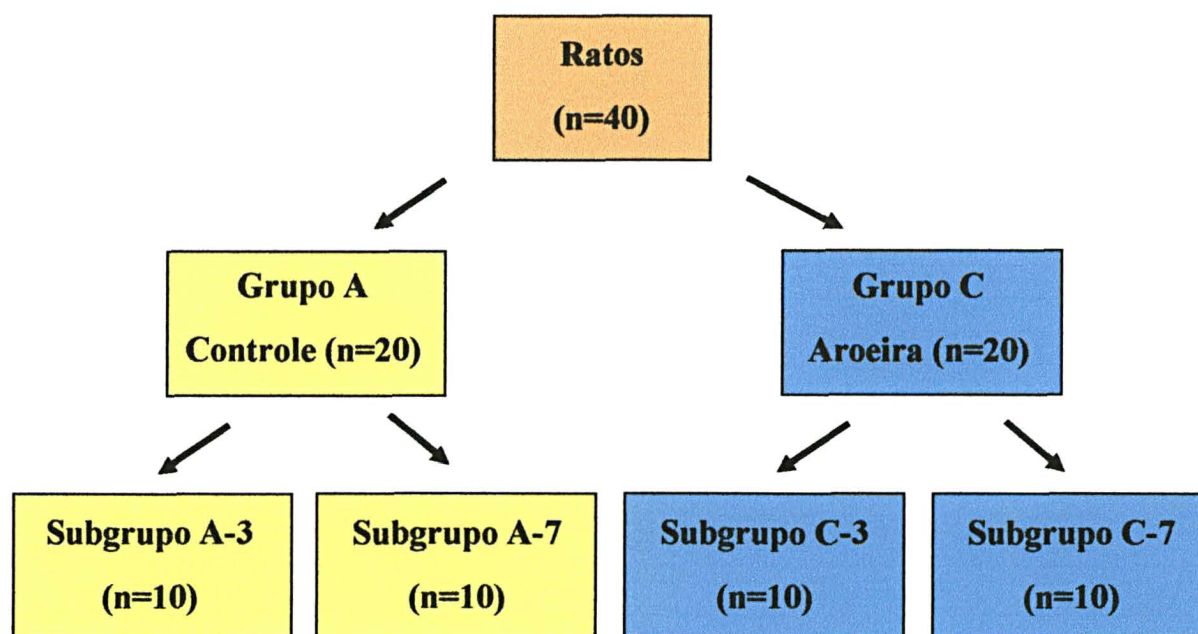 Ratos
(n=40)
Grupo A
Controle (n=20)
Grupo C
Aroeira (n=20)
Subgrupo A-3
(n=10)
Subgrupo A-7
(n=10)
Subgrupo C-3
(n=10)
Subgrupo C-7
(n=10)